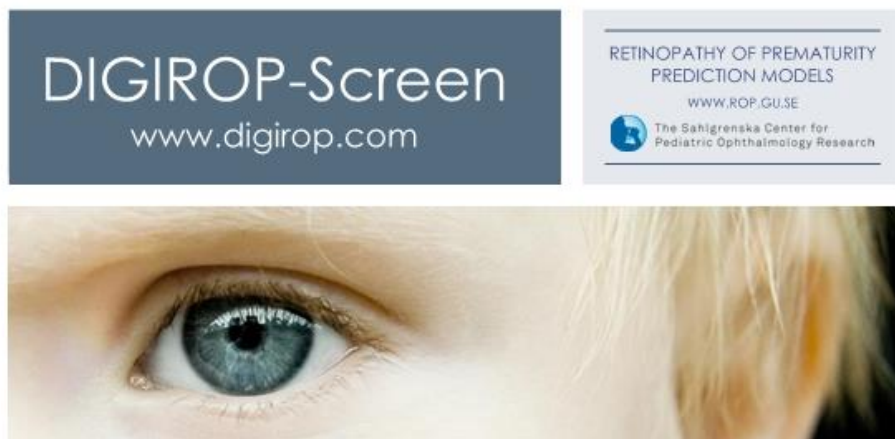 DIGIROP-Screen
www.digirop.com
RETINOPATHY OF PREMATURITY
PREDICTION MODELS
WWW.ROP.GU.SE
The Sahlgrenska Center for
Pediatric Ophthalmology Research